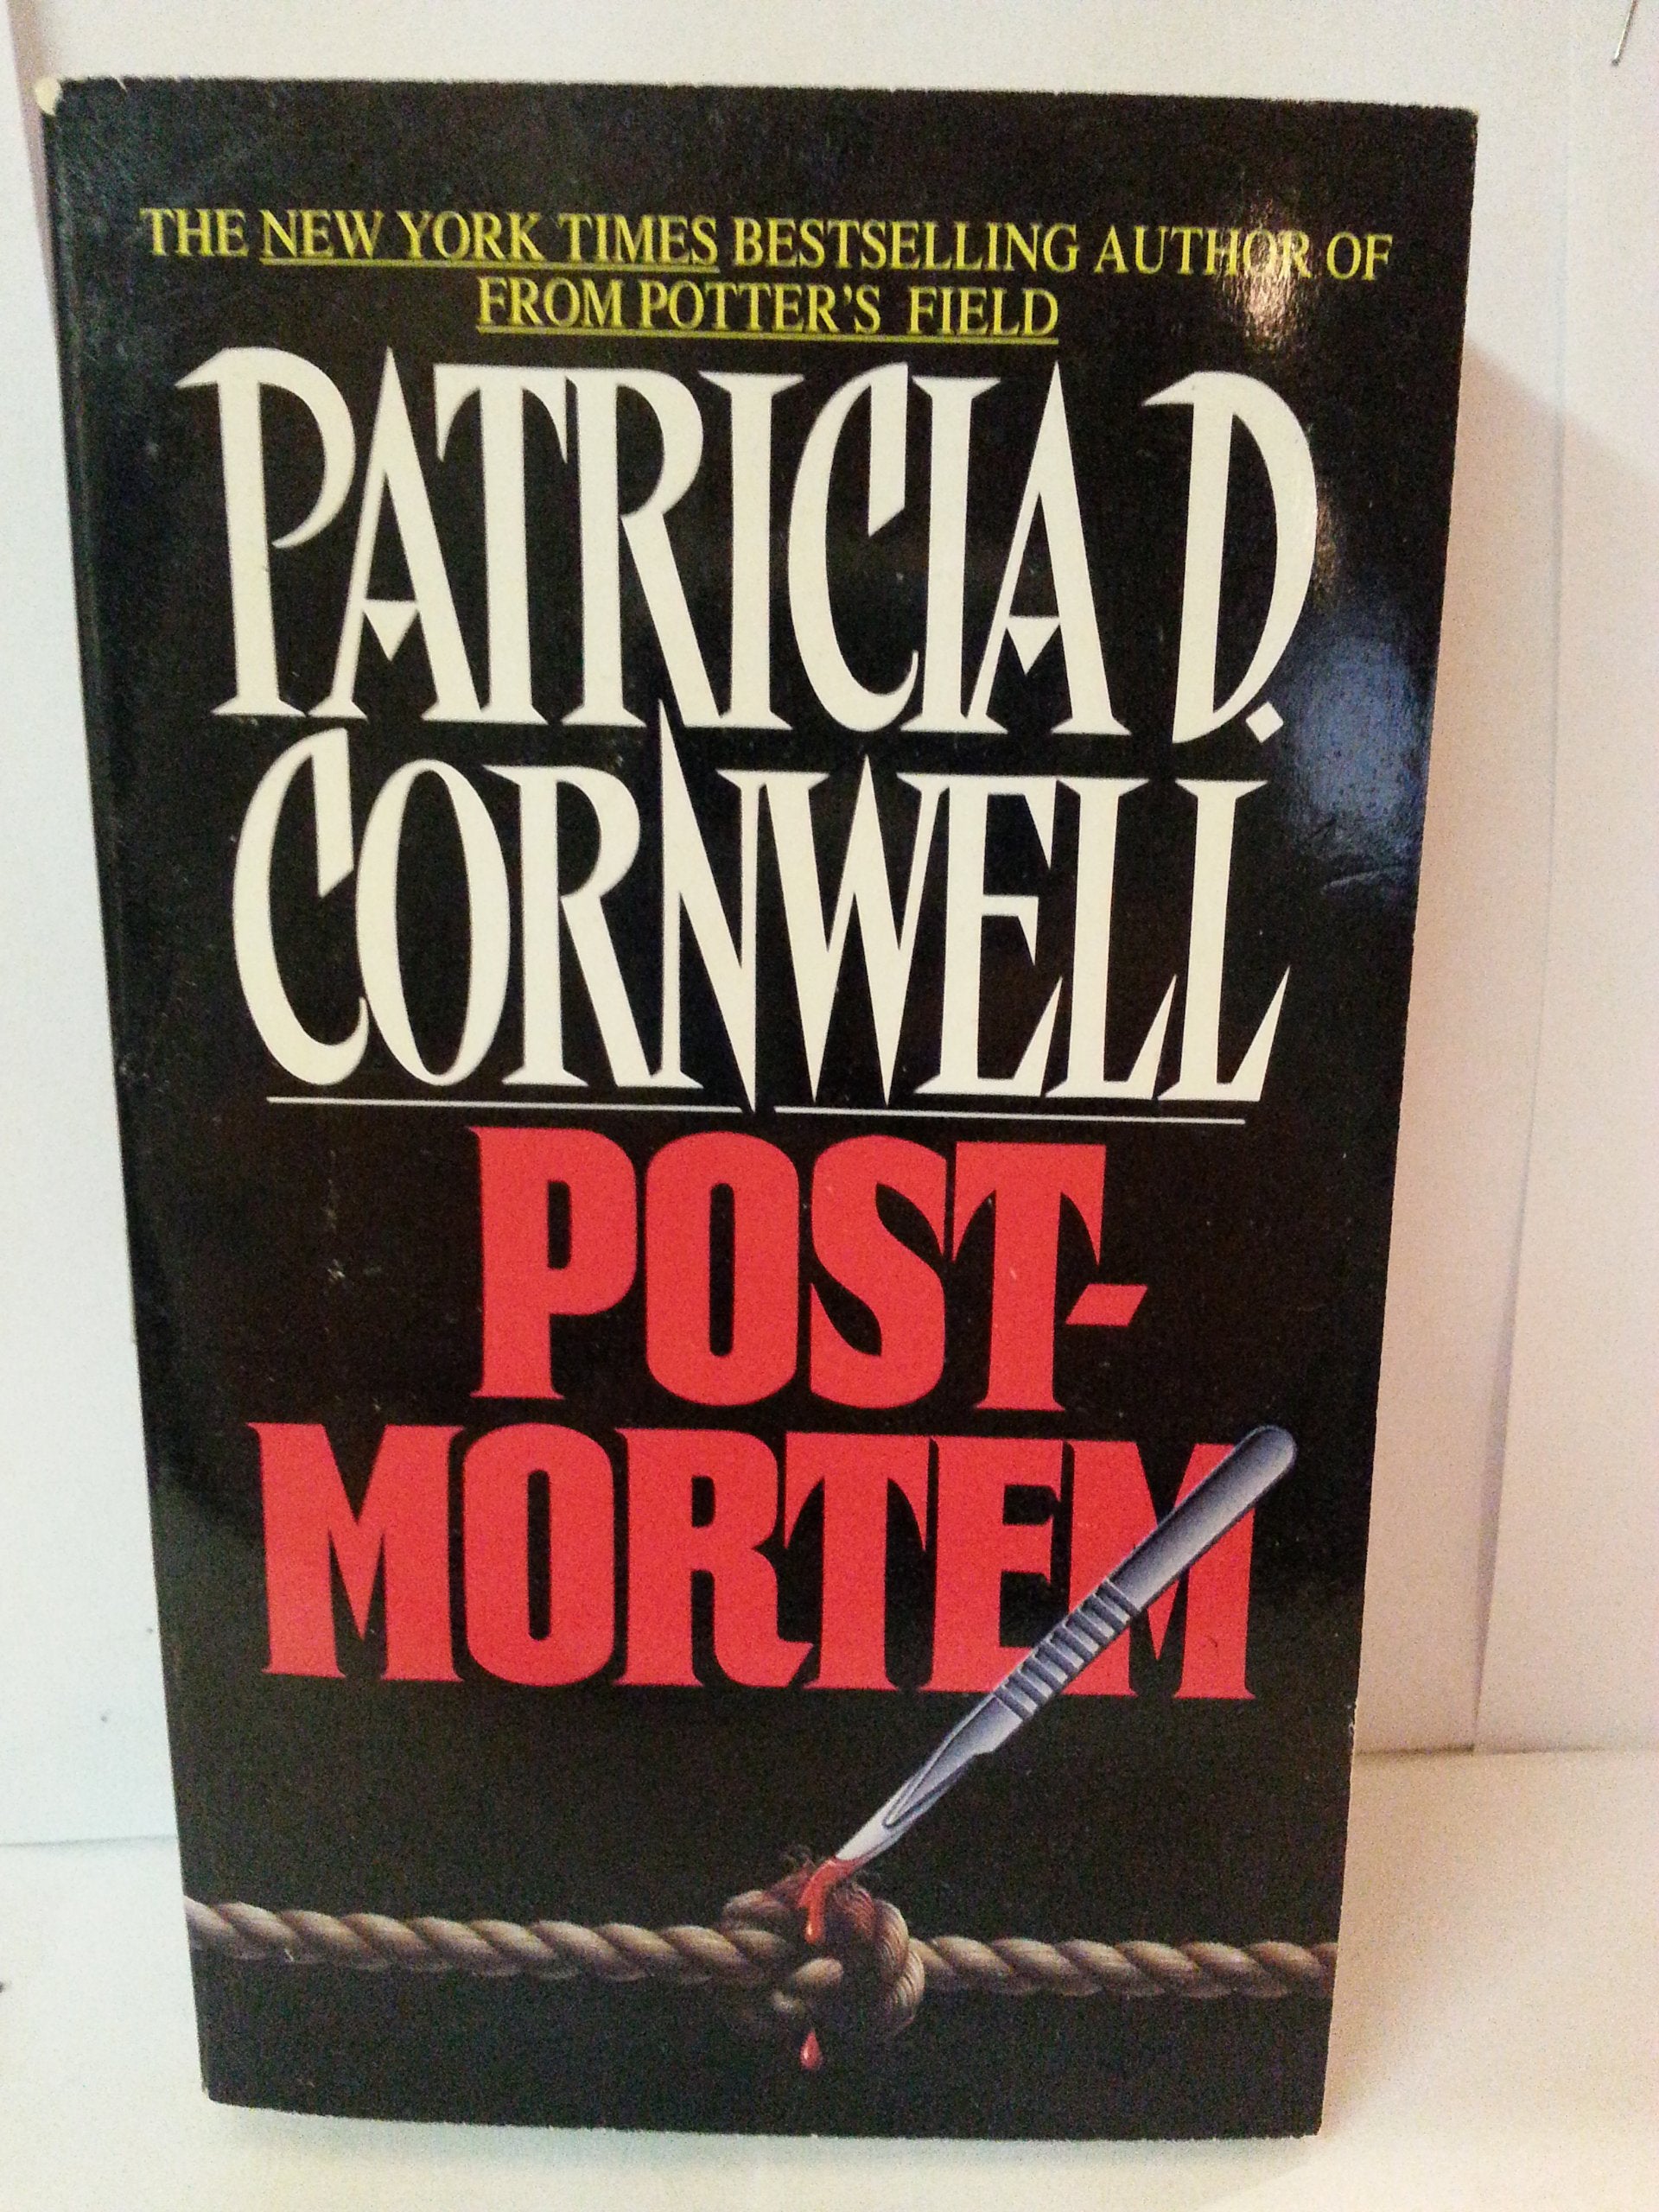 THE NEW YORK TIMES BESTSELLING AUTHOR OF
FROM POTTER'S FIELD
PATRICIA D.
CORNWELL
POST-
MORTEM